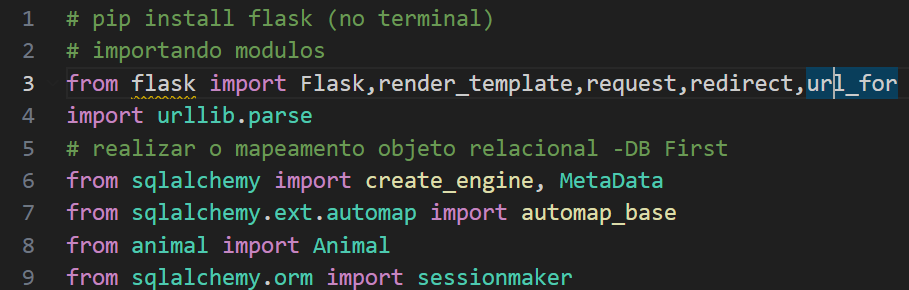 1 # pip install flask (no terminal)
2 # importando modulos
3 from flask import Flask,render_template,request,redirect,url_for
4 import urllib.parse
5 # realizar o mapeamento objeto relacional -DB First
6 from sqlalchemy import create_engine, MetaData
7 from sqlalchemy.ext.automap import automap_base
8 from animal import Animal
9 from sqlalchemy.orm import sessionmaker